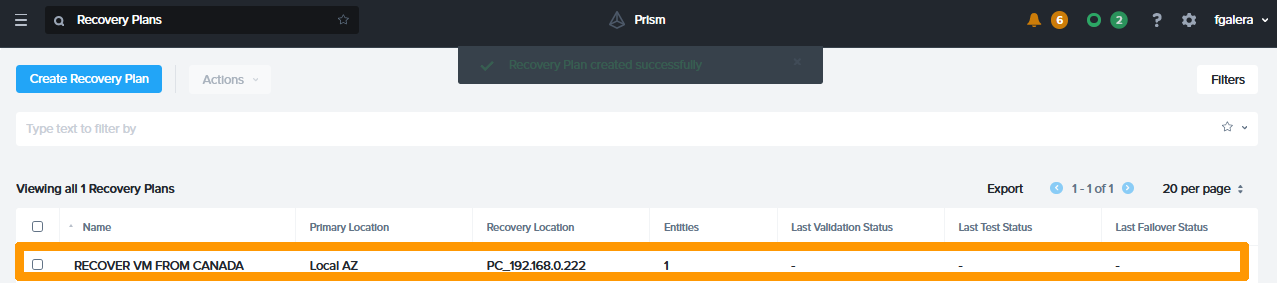 Recovery Plans
Prism
6
2
?
fgalera
Recovery Plan created successfully
×
Create Recovery Plan
Actions
Filters
Type text to filter by
Viewing all 1 Recovery Plans
Export
1 - 1 of 1
20 per page
Name Primary Location Recovery Location Entities Last Validation Status Last Test Status Last Failover Status
RECOVER VM FROM CANADA Local AZ PC_192.168.0.222 1 - - -